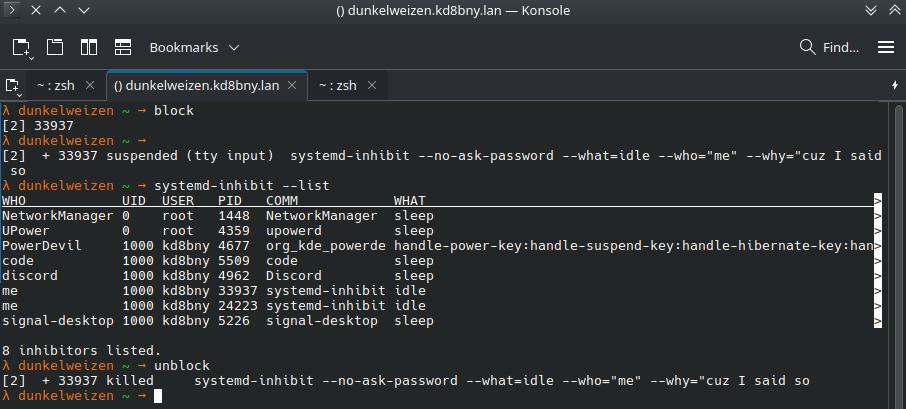 () dunkelweizen.kd8bny.lan — Konsole
Bookmarks Find...
~ : zsh () dunkelweizen.kd8bny.lan ~ : zsh
λ dunkelweizen ~ → block
[2] 33937
λ dunkelweizen ~ →
[2]  + 33937 suspended (tty input)  systemd-inhibit --no-ask-password --what=idle --who="me" --why="cuz I said
 so
λ dunkelweizen ~ → systemd-inhibit --list
WHO            UID  USER   PID   COMM            WHAT                                                        >
NetworkManager 0    root   1448  NetworkManager  sleep                                                       >
UPower         0    root   4359  upowerd         sleep                                                       >
PowerDevil     1000 kd8bny 4677  org_kde_powerde handle-power-key:handle-suspend-key:handle-hibernate-key:han>
code           1000 kd8bny 5509  code            sleep                                                       >
discord        1000 kd8bny 4962  Discord         sleep                                                       >
me             1000 kd8bny 33937 systemd-inhibit idle                                                        >
me             1000 kd8bny 24223 systemd-inhibit idle                                                        >
signal-desktop 1000 kd8bny 5226  signal-desktop  sleep                                                       >
8 inhibitors listed.
λ dunkelweizen ~ → unblock
[2]  + 33937 killed     systemd-inhibit --no-ask-password --what=idle --who="me" --why="cuz I said so
λ dunkelweizen ~ →